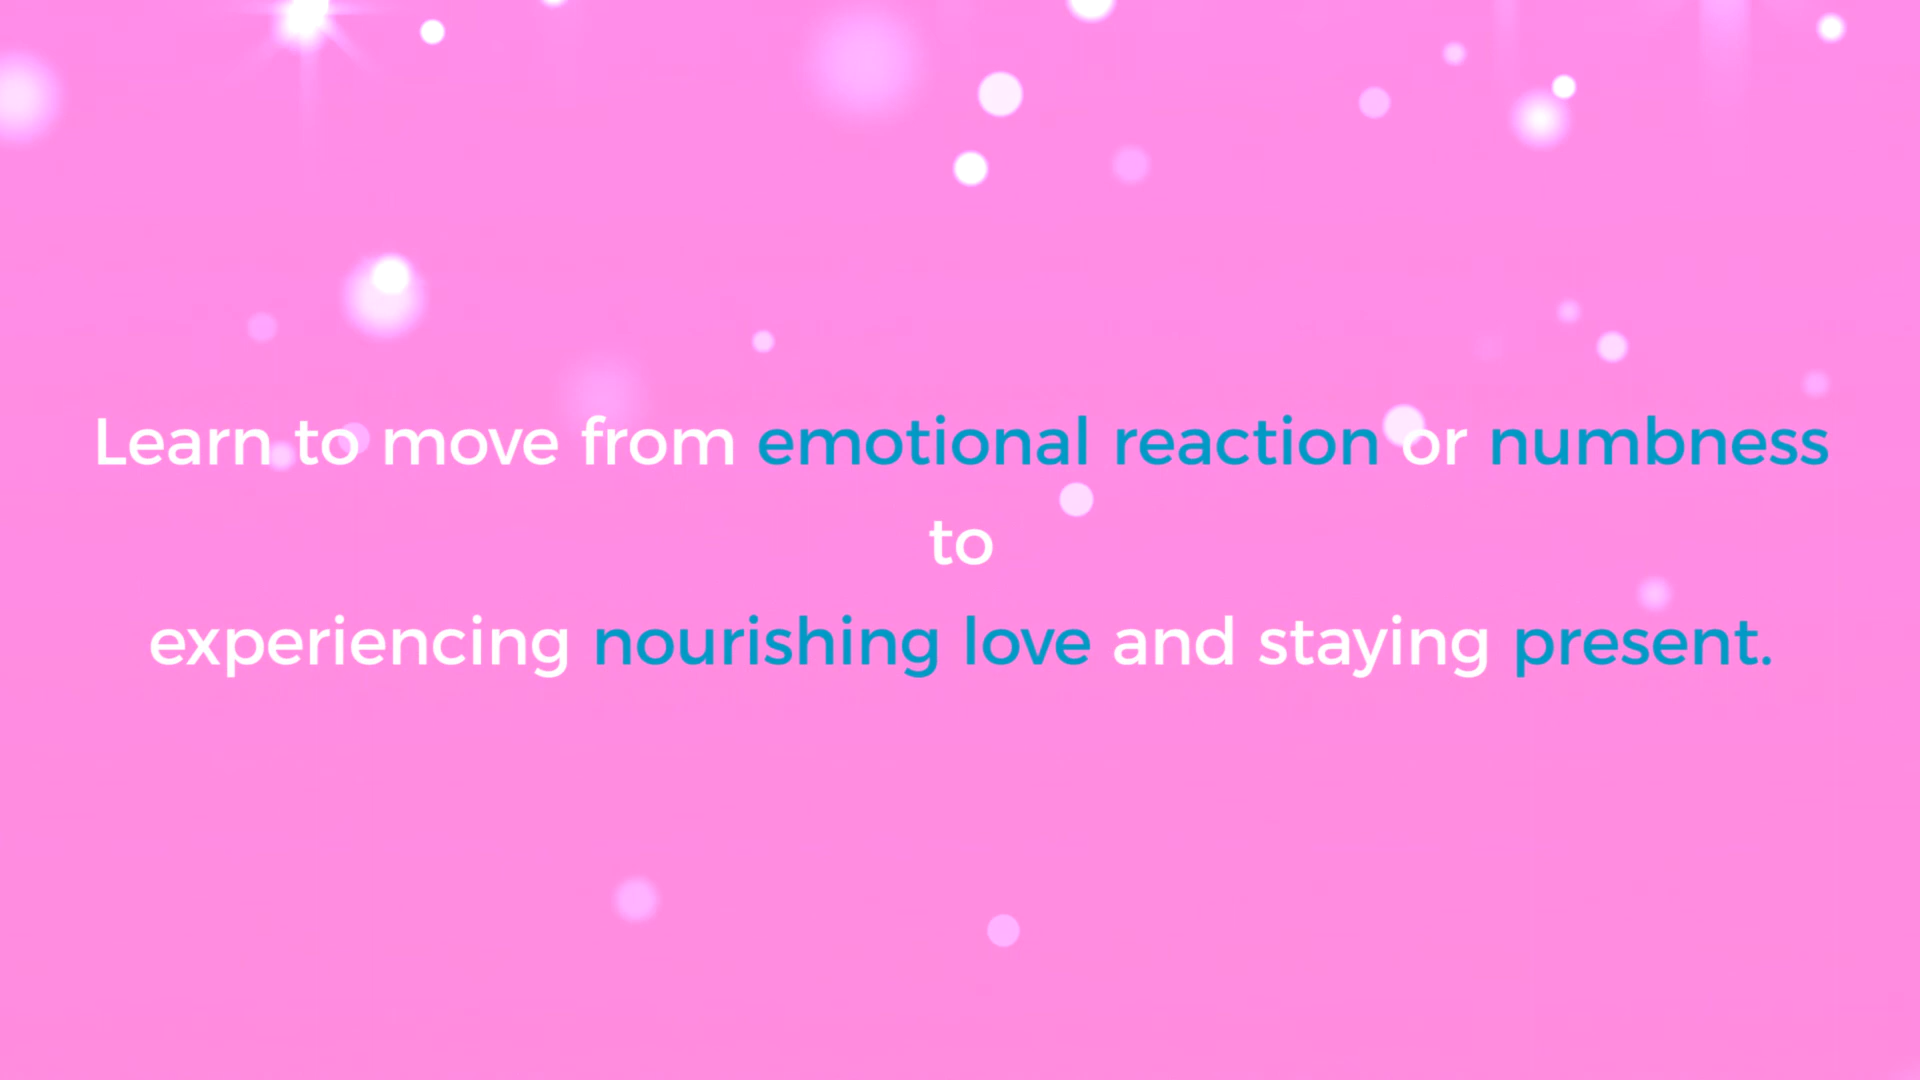 Learn to move from emotional reaction or numbness
to
experiencing nourishing love and staying present.